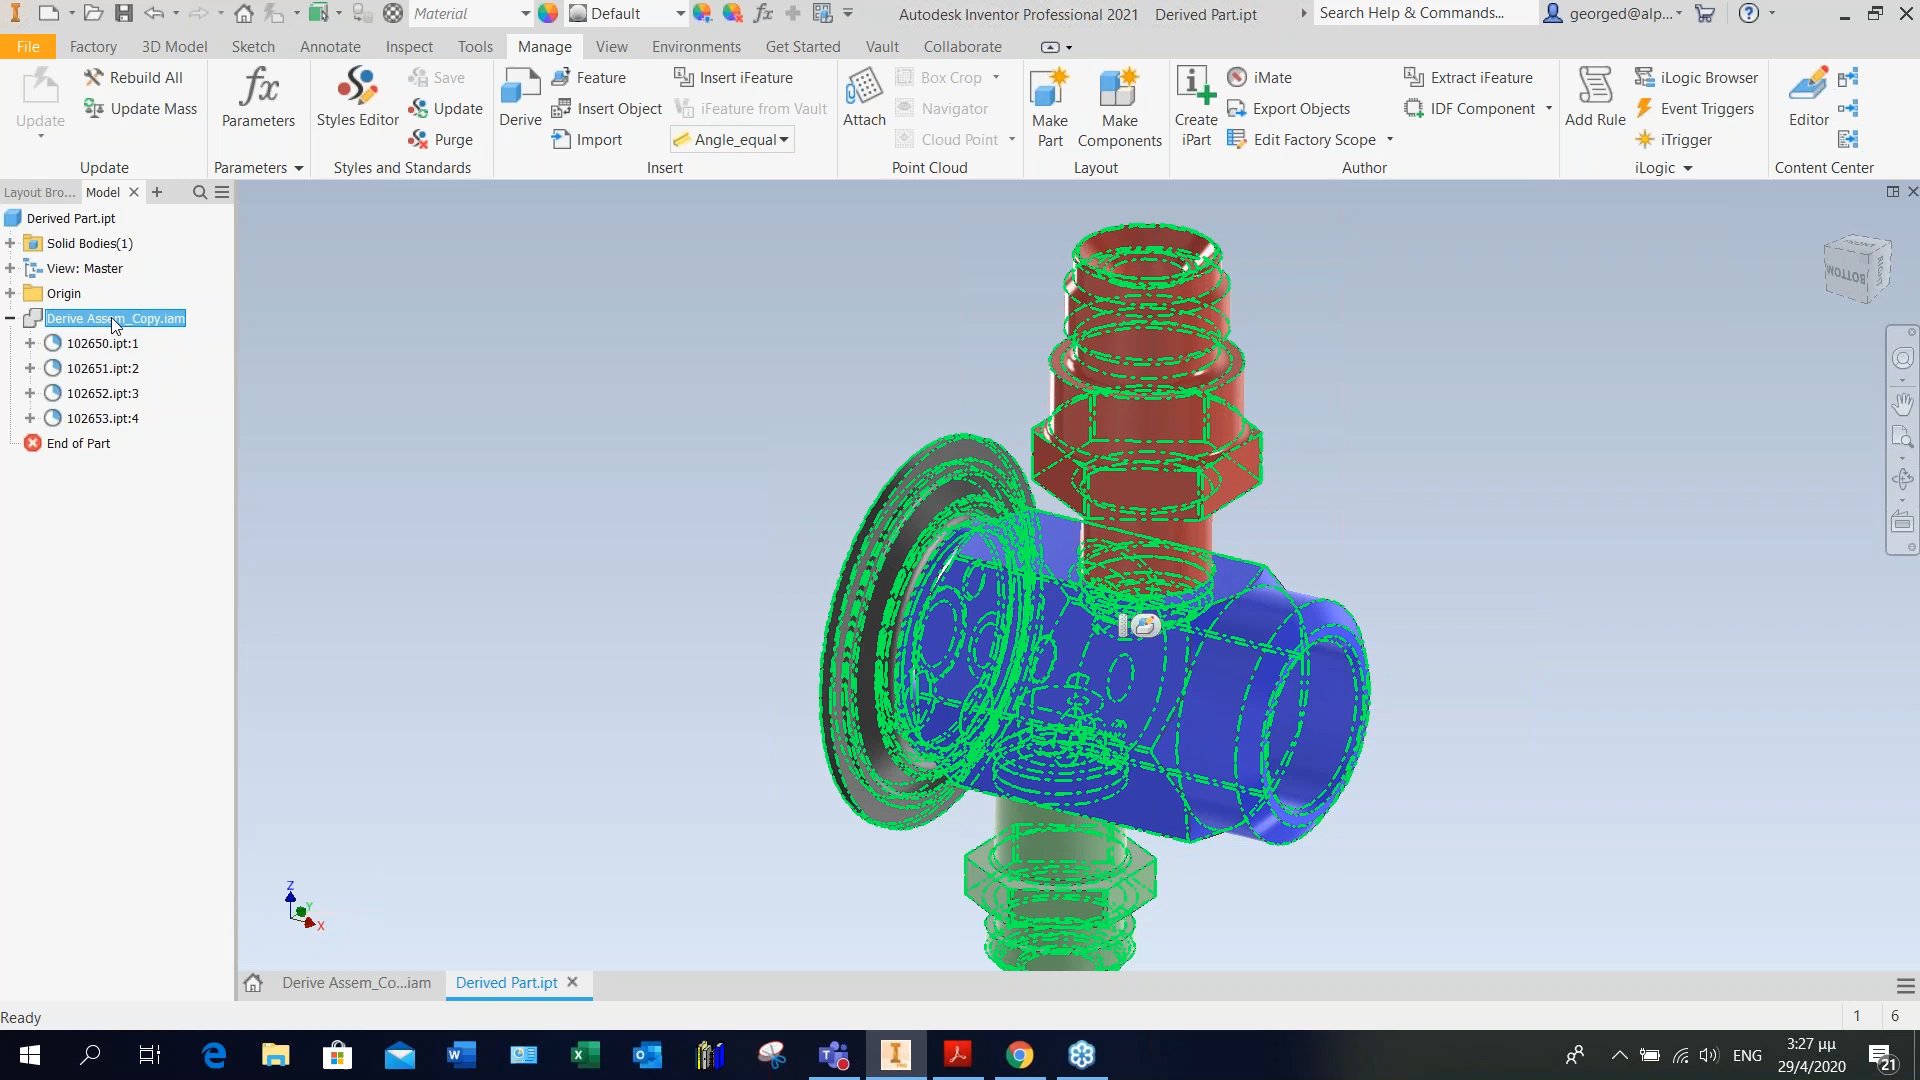 Material
Default
fx
Autodesk Inventor Professional 2021 Derived Part.ipt
Search Help & Commands...
georged@alp...
File Factory 3D Model Sketch Annotate Inspect Tools Manage View Environments Get Started Vault Collaborate
Update
Rebuild All
Update Mass
Update
fx
Parameters
Parameters
Styles Editor
Save
Update
Purge
Styles and Standards
Derive
Feature
Insert Object
Import
Insert iFeature
iFeature from Vault
Angle_equal
Insert
Attach
Box Crop
Navigator
Cloud Point
Point Cloud
Make Part
Make Components
Layout
Create iPart
iMate
Export Objects
Edit Factory Scope
Extract iFeature
IDF Component
Author
Add Rule
iLogic Browser
Event Triggers
iTrigger
iLogic
Editor
Content Center
Layout Bro... Model
Derived Part.ipt
Solid Bodies(1)
View: Master
Origin
Derive Assem_Copy.iam
102650.ipt:1
102651.ipt:2
102652.ipt:3
102653.ipt:4
End of Part
FRONT
RIGHT
BOTTOM
Z
Y
X
Derive Assem_Co...iam Derived Part.ipt
Ready
1 6
ENG
3:27 μμ
29/4/2020
21